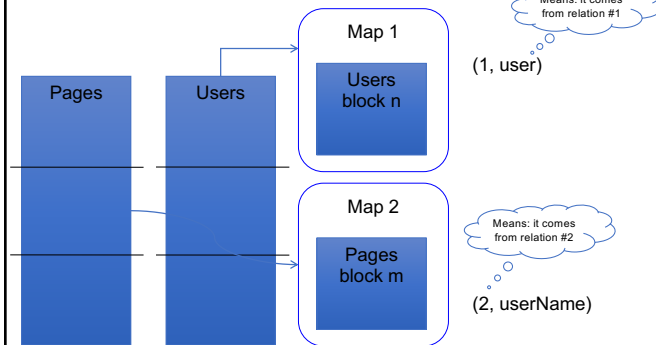 Means: it comes
from relation #1
Map 1
(1, user)
Pages
Users
Users
block n
Map 2
Means: it comes
from relation #2
Pages
block m
(2, userName)